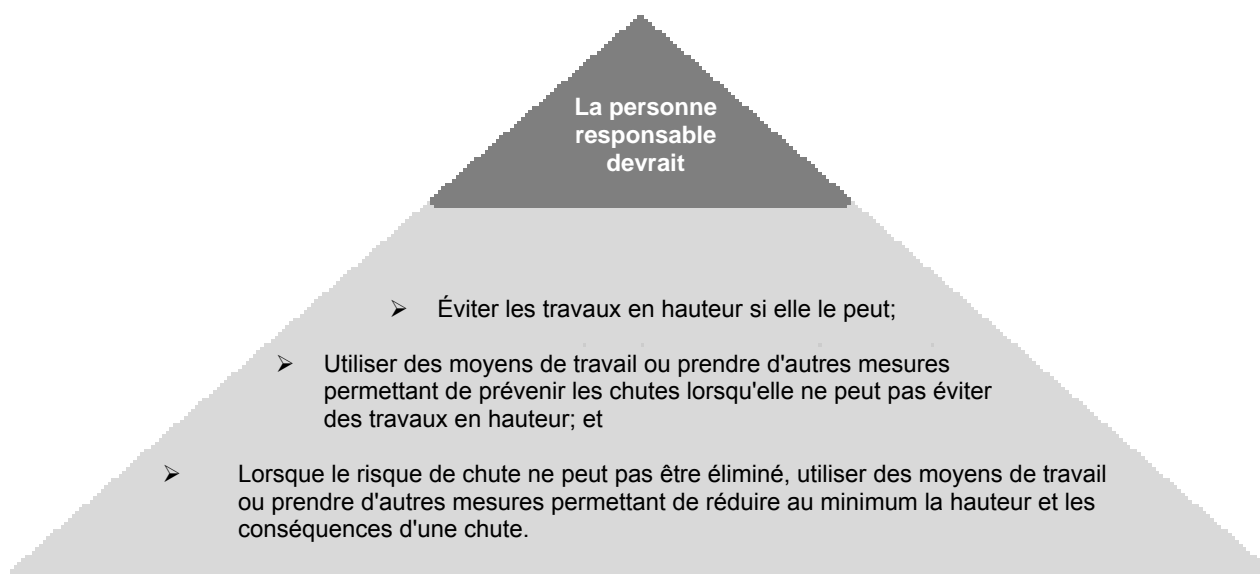 La personne
responsable
devrait
➢ Éviter les travaux en hauteur si elle le peut;
➢ Utiliser des moyens de travail ou prendre d'autres mesures
permettant de prévenir les chutes lorsqu'elle ne peut pas éviter
des travaux en hauteur; et
➢ Lorsque le risque de chute ne peut pas être éliminé, utiliser des moyens de travail
ou prendre d'autres mesures permettant de réduire au minimum la hauteur et les
conséquences d'une chute.